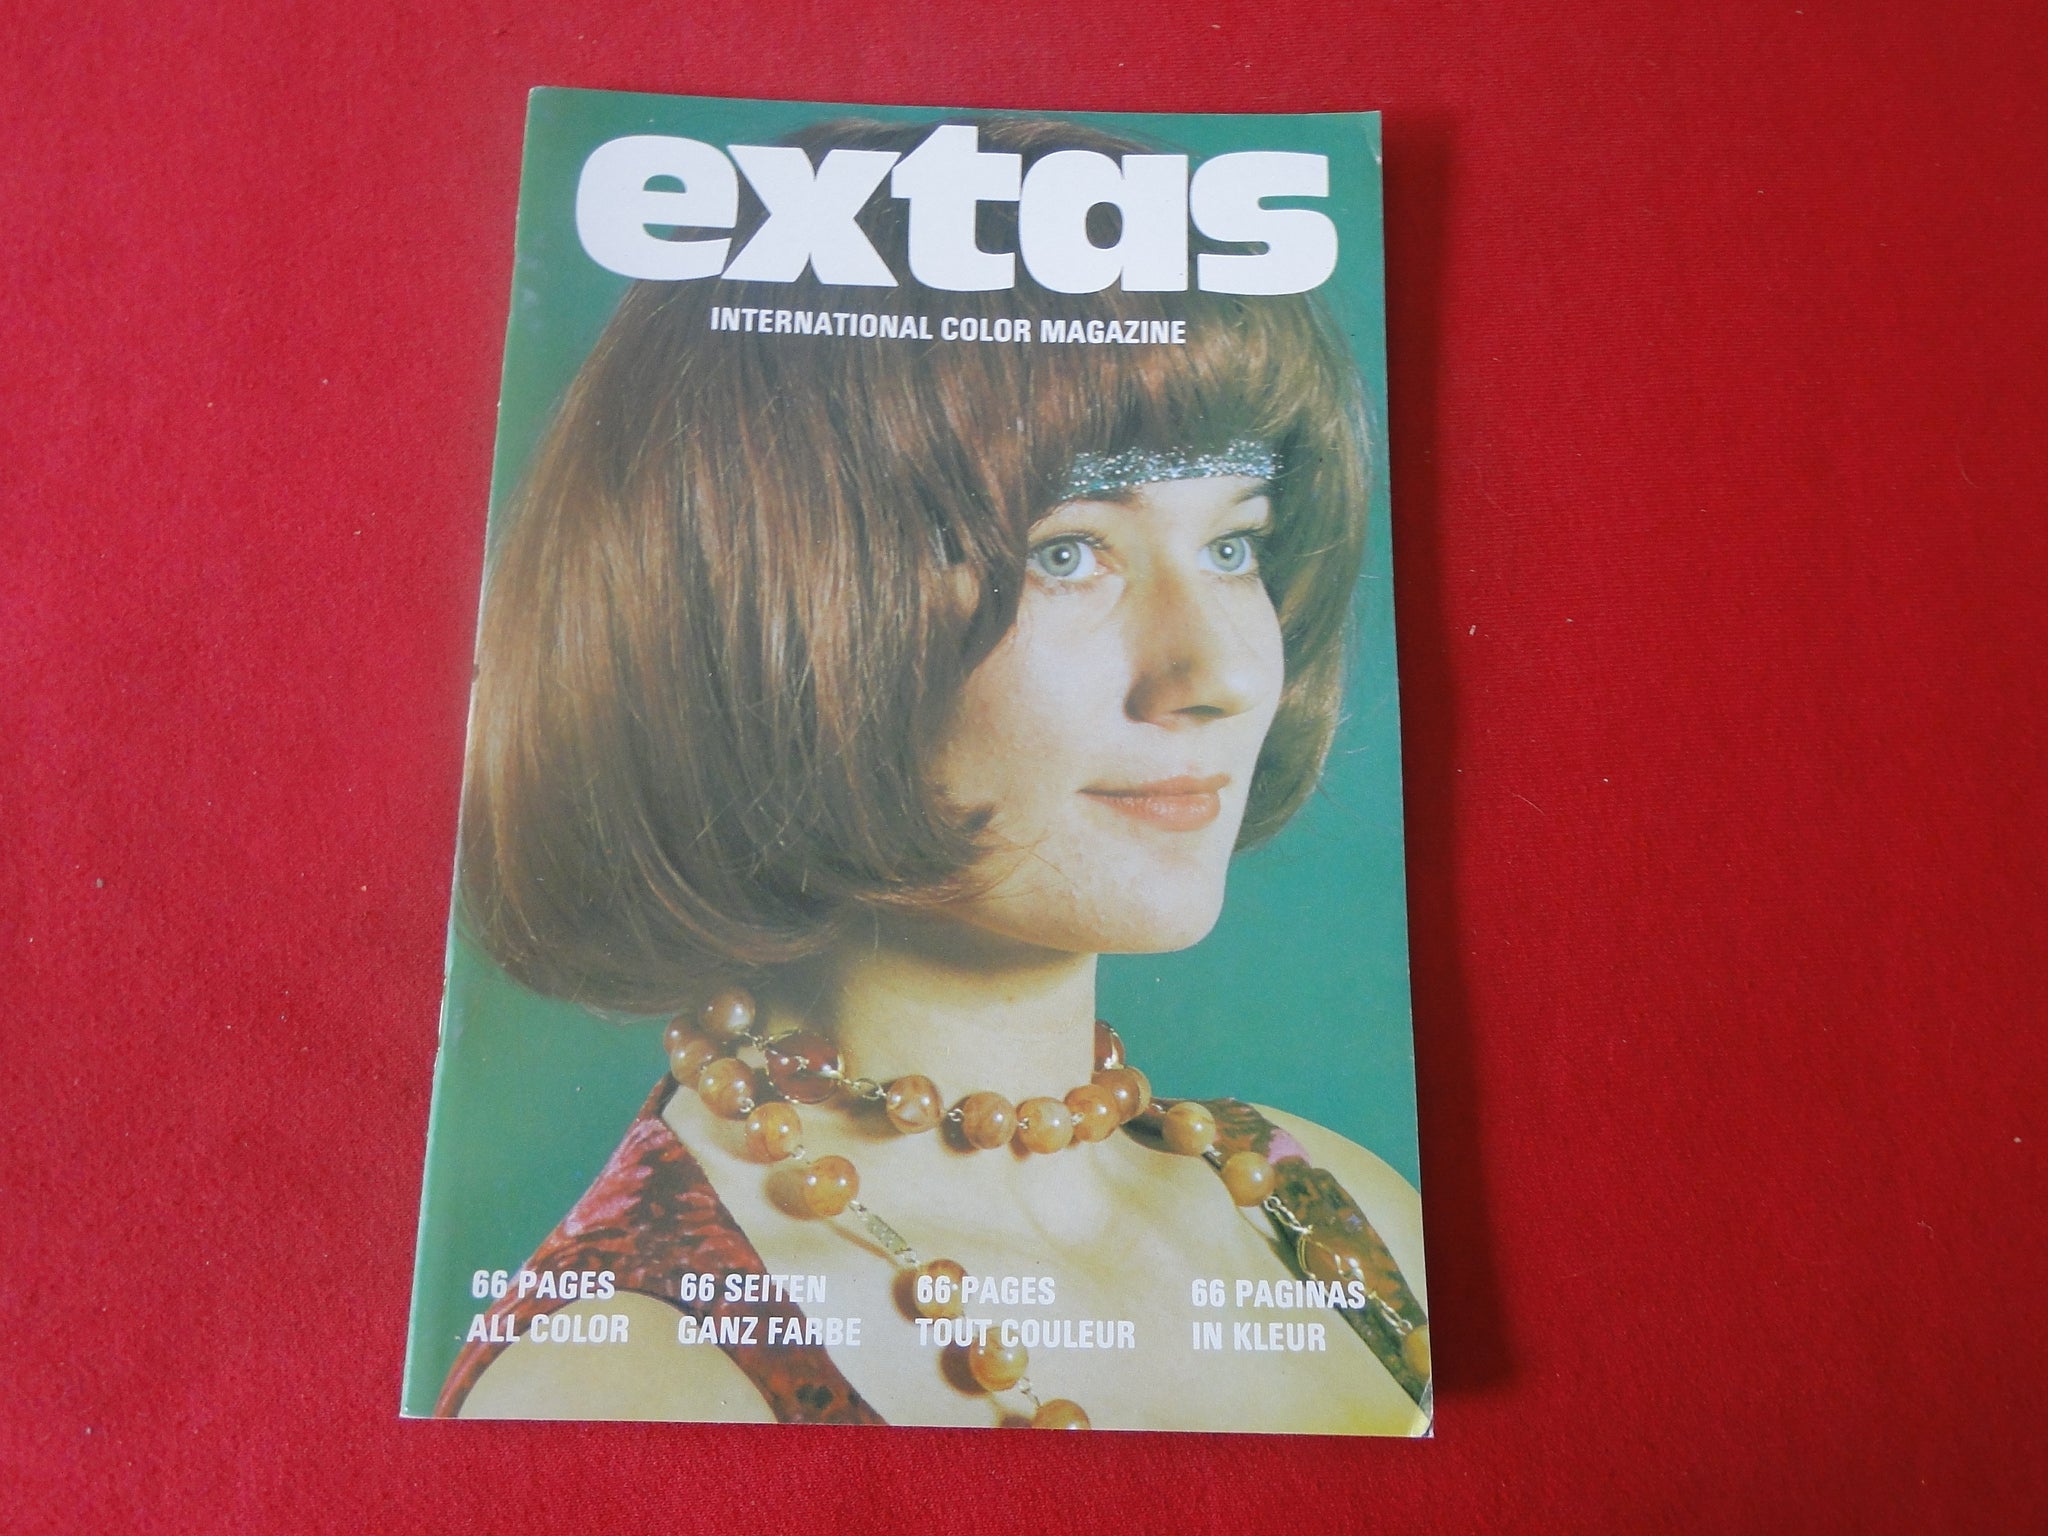 extas
INTERNATIONAL COLOR MAGAZINE
66 PAGES
ALL COLOR
66 SEITEN
GANZ FARBE
66 PAGES
TOUT COULEUR
66 PAGINAS
IN KLEUR